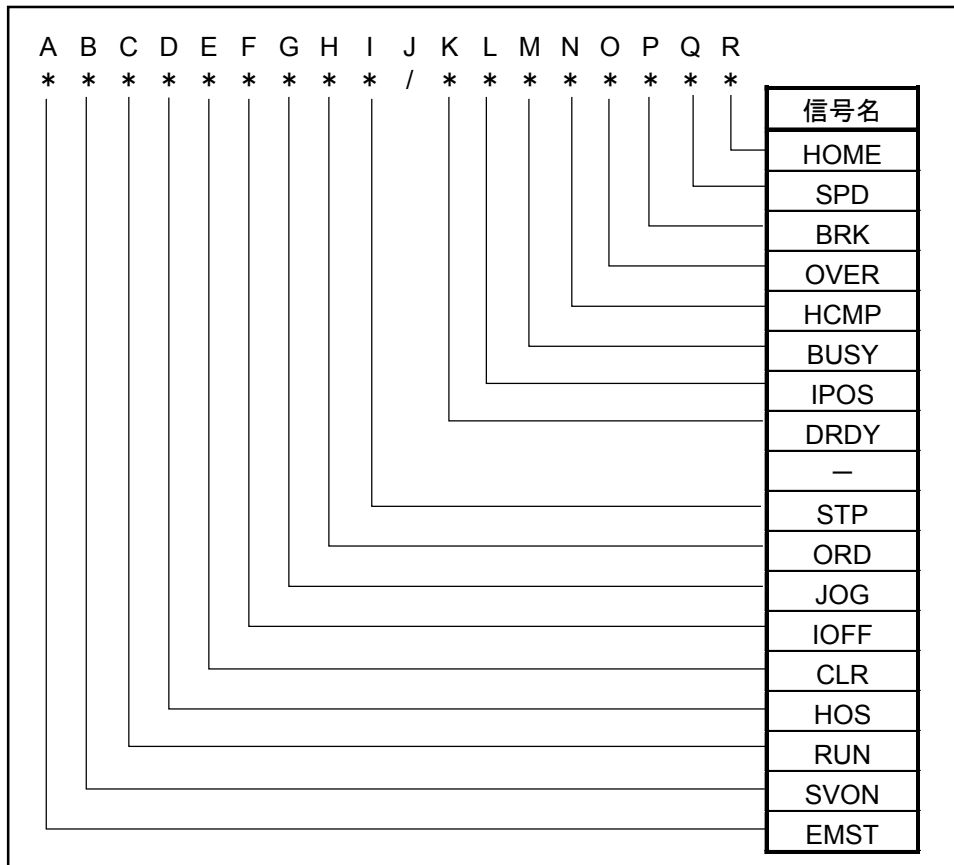 A B C D E F G H I J K L M N O P Q R
* * * * * * * * * / * * * * * * * *
信号名
HOME
SPD
BRK
OVER
HCMP
BUSY
IPOS
DRDY
－
STP
ORD
JOG
IOFF
CLR
HOS
RUN
SVON
EMST